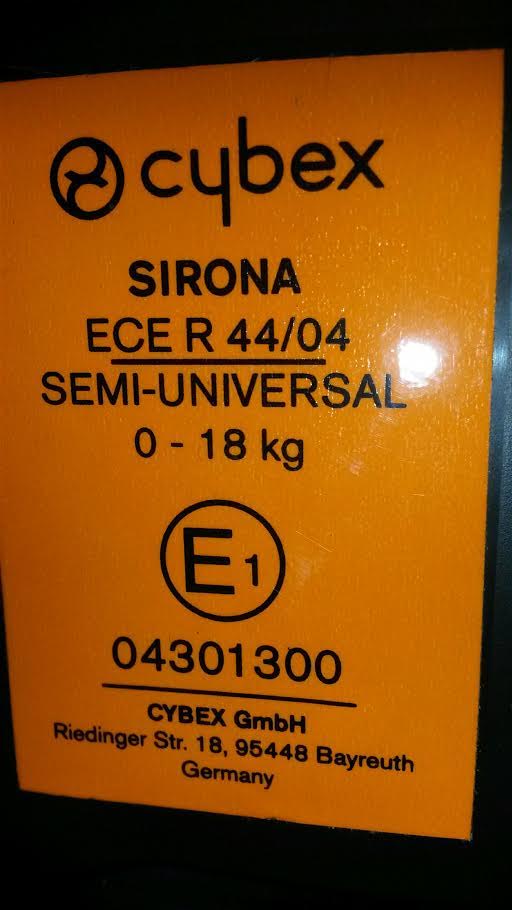 cybex
SIRONA
ECE R 44/04
SEMI-UNIVERSAL
0 - 18 kg
E1
04301300
CYBEX GmbH
Riedinger Str. 18, 95448 Bayreuth
Germany